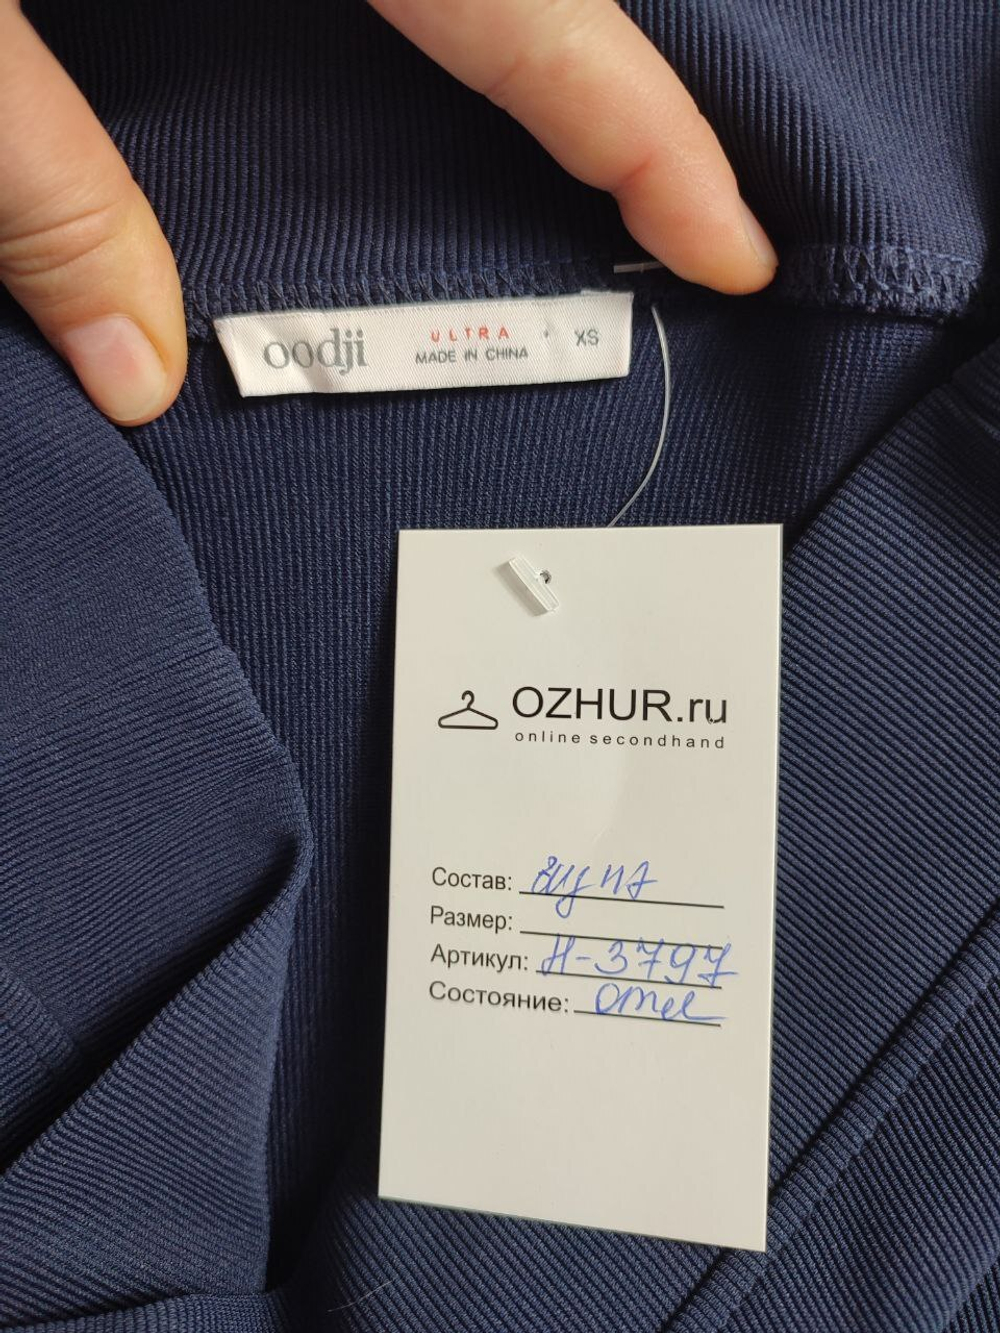 oodji
ULTRA
XS
MADE IN CHINA
OZHUR.ru
online secondhand
Состав:
Размер:
Артикул: Н-3797
Состояние: отл